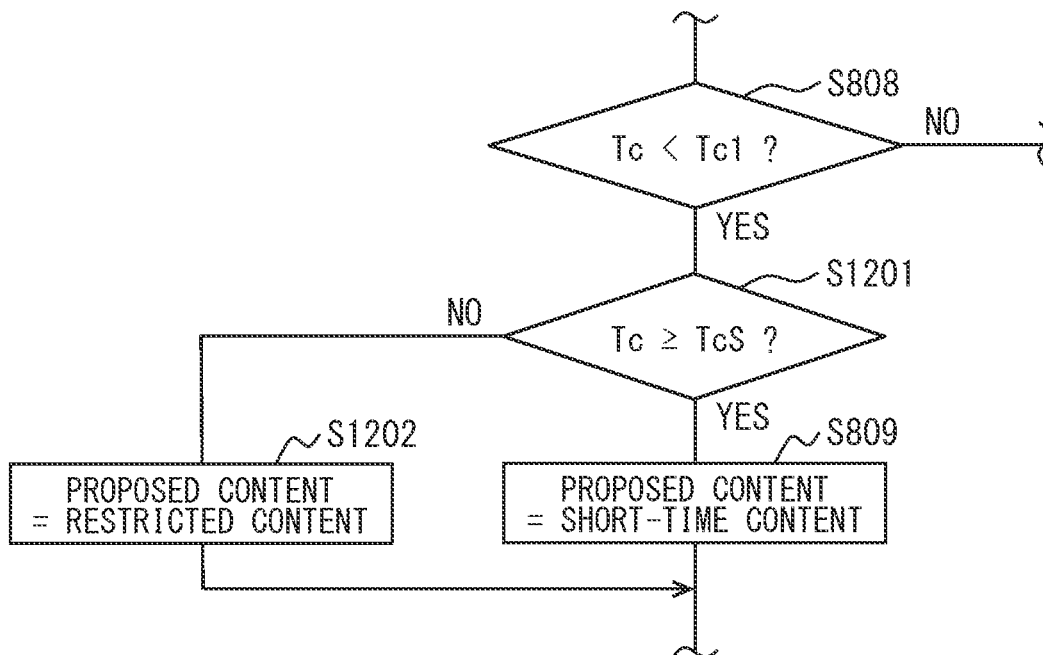 S808
Tc < Tc1 ?
NO
YES
S1201
NO
Tc ≥ TcS ?
YES
S1202
S809
PROPOSED CONTENT
= RESTRICTED CONTENT
PROPOSED CONTENT
= SHORT-TIME CONTENT